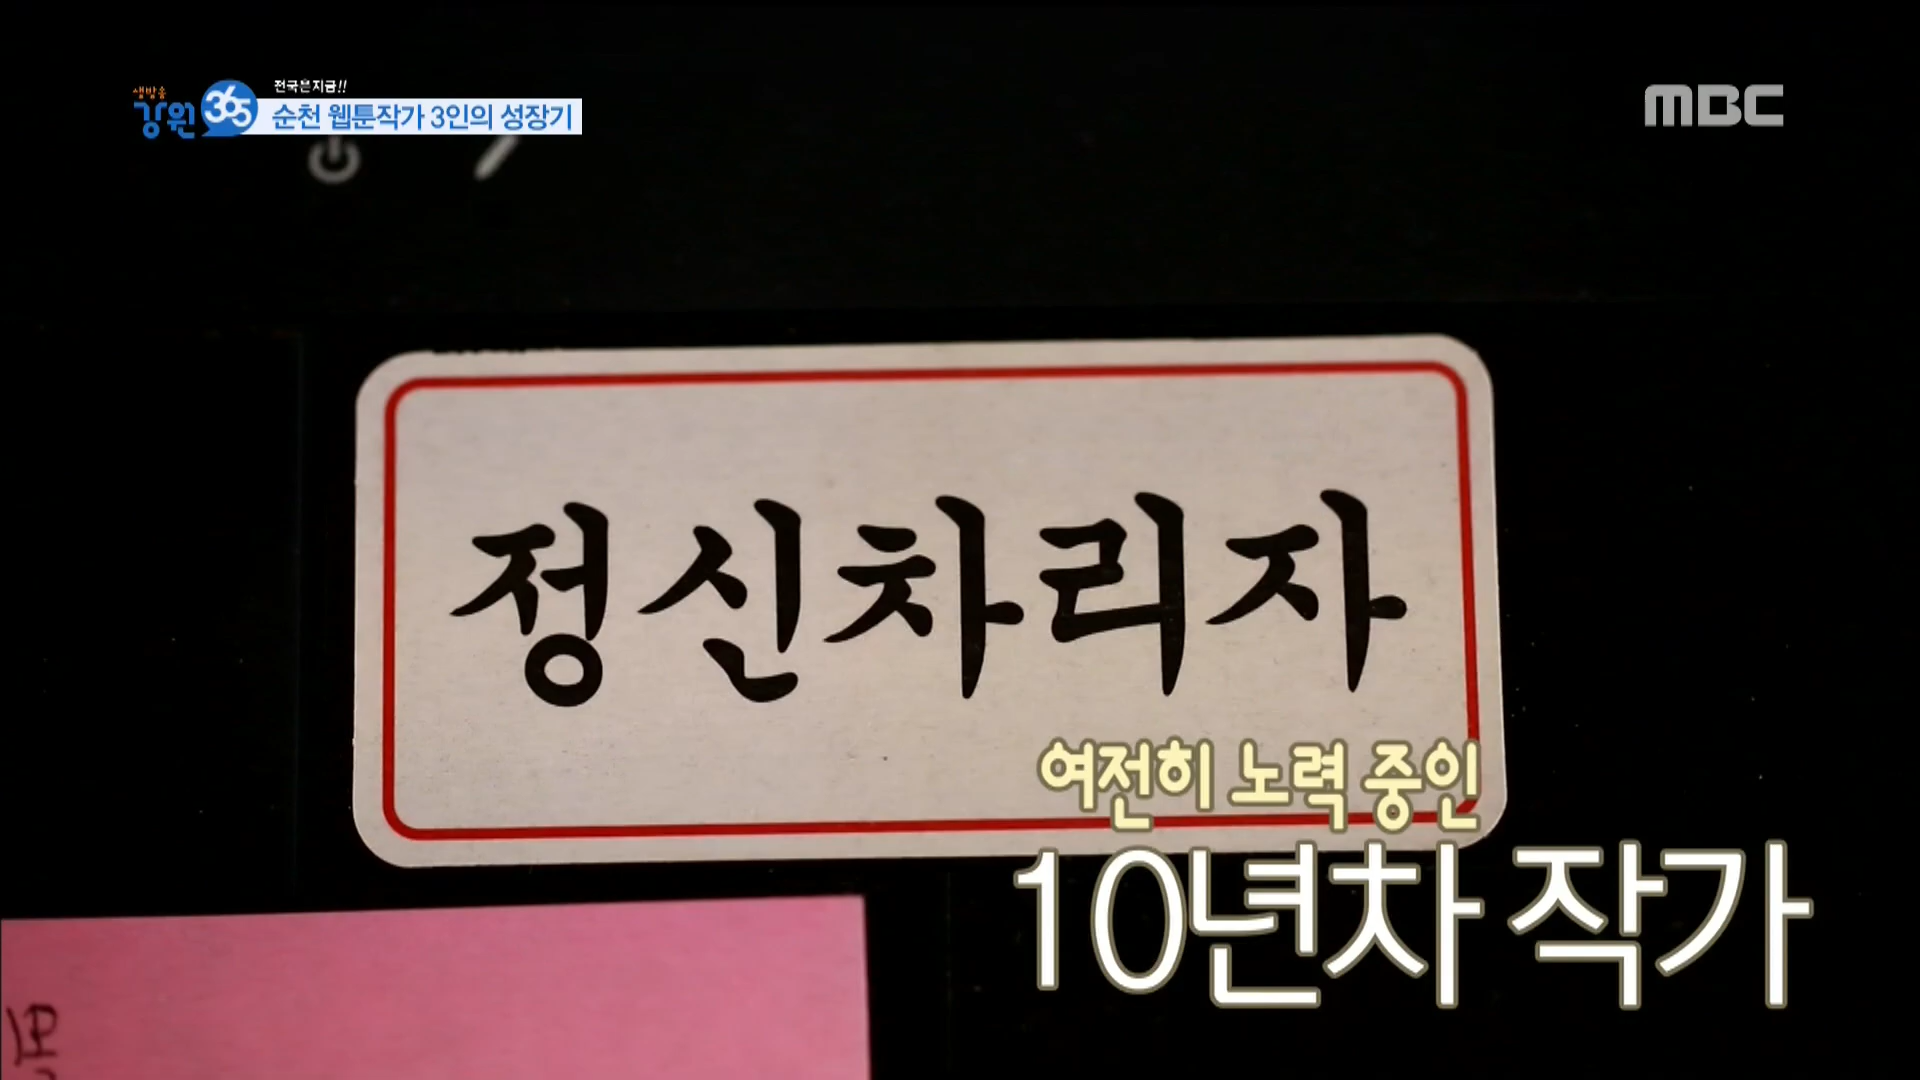 전국은지금!!
생방송
강원 365
순천 웹툰작가 3인의 성장기
MBC
정신차리자
여전히 노력 중인
10년차 작가